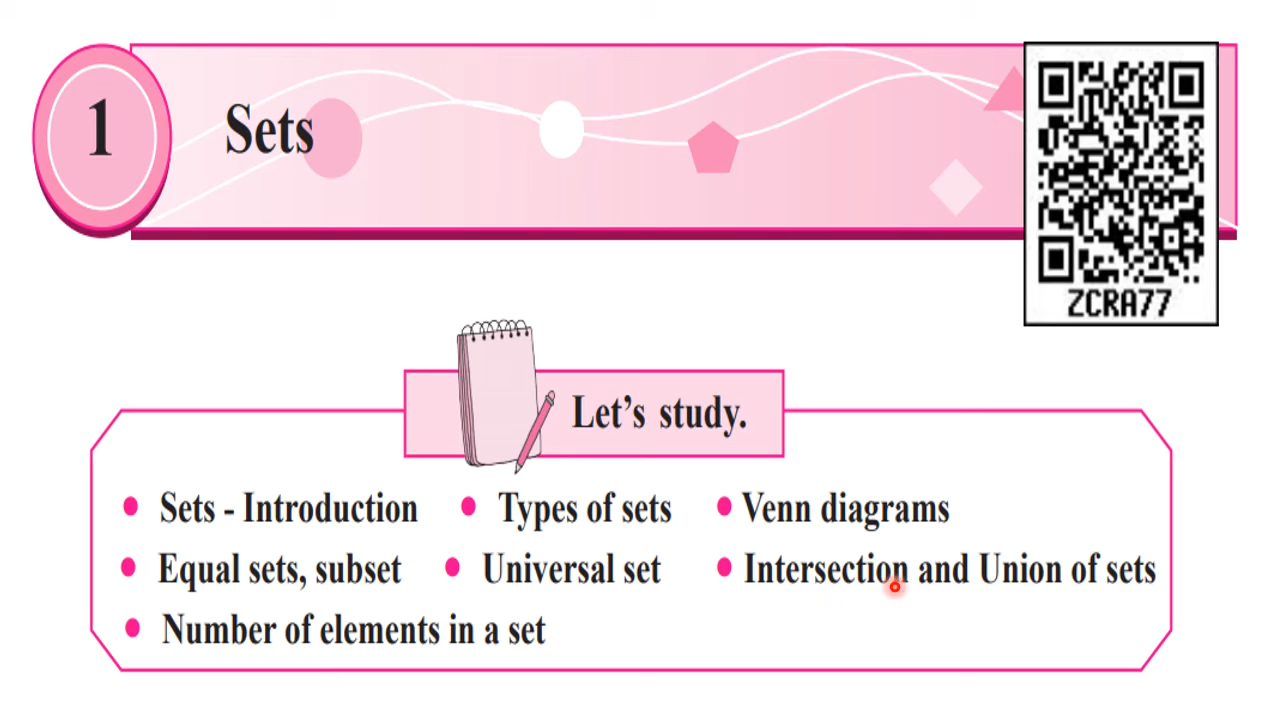 1
Sets
ZCRA77
Let’s study.
• Sets - Introduction • Types of sets • Venn diagrams
• Equal sets, subset • Universal set • Intersection and Union of sets
• Number of elements in a set